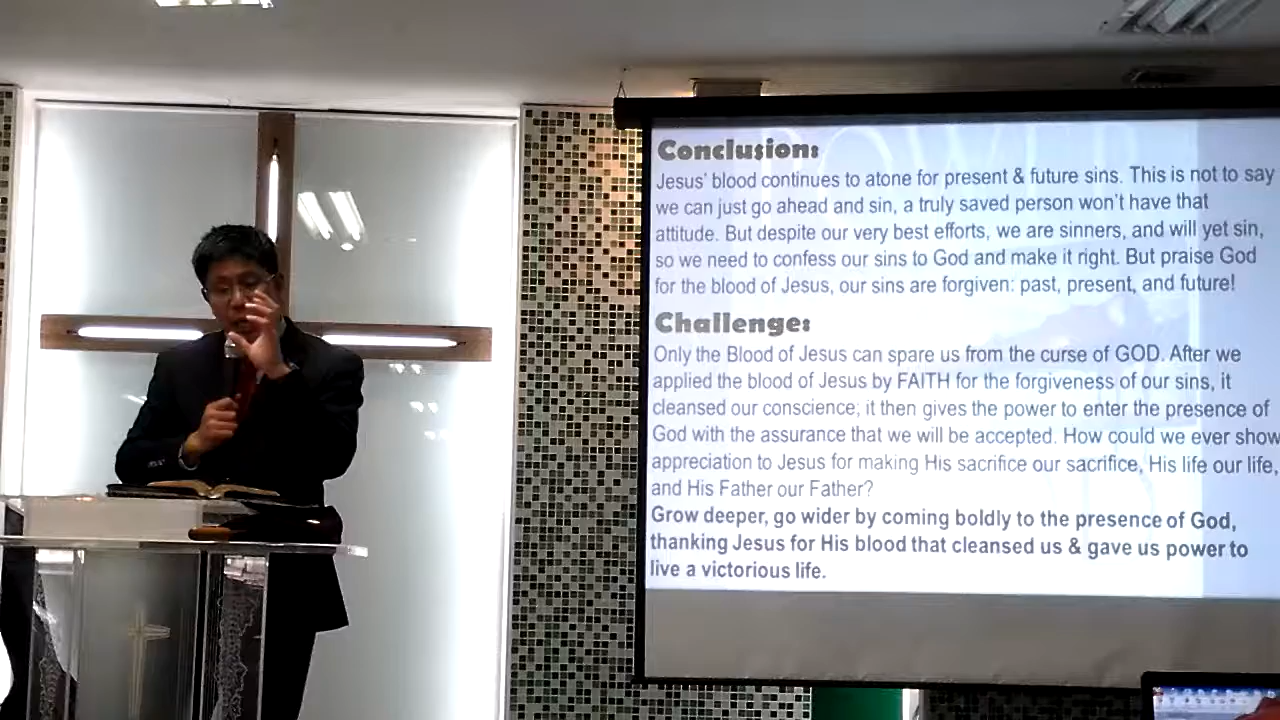 Conclusion:
Jesus' blood continues to atone for present & future sins. This is not to say
we can just go ahead and sin, a truly saved person won't have that
attitude. But despite our very best efforts, we are sinners, and will yet sin,
so we need to confess our sins to God and make it right. But praise God
for the blood of Jesus, our sins are forgiven: past, present, and future!
Challenge:
Only the Blood of Jesus can spare us from the curse of GOD. After we
applied the blood of Jesus by FAITH for the forgiveness of our sins, it
cleansed our conscience; it then gives the power to enter the presence of
God with the assurance that we will be accepted. How could we ever show
appreciation to Jesus for making His sacrifice our sacrifice, His life our life,
and His Father our Father?
Grow deeper, go wider by coming boldly to the presence of God,
thanking Jesus for His blood that cleansed us & gave us power to
live a victorious life.